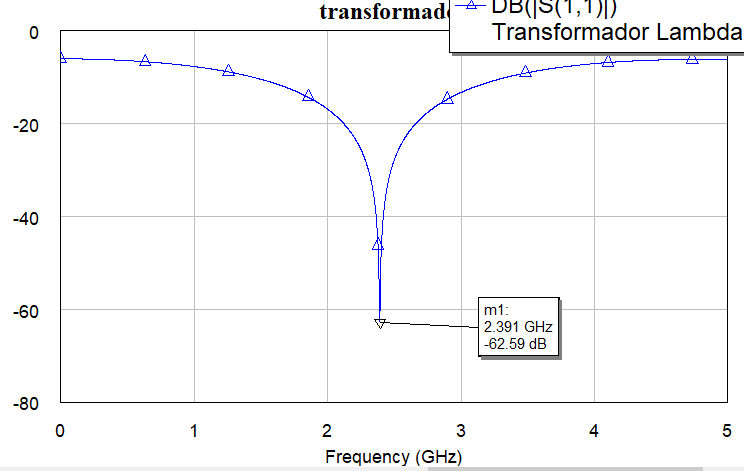 transformad
DB(|S(1,1)|)
Transformador Lambda
0
-20
-40
-60
-80
m1:
2.391 GHz
-62.59 dB
0 1 2 3 4 5
Frequency (GHz)